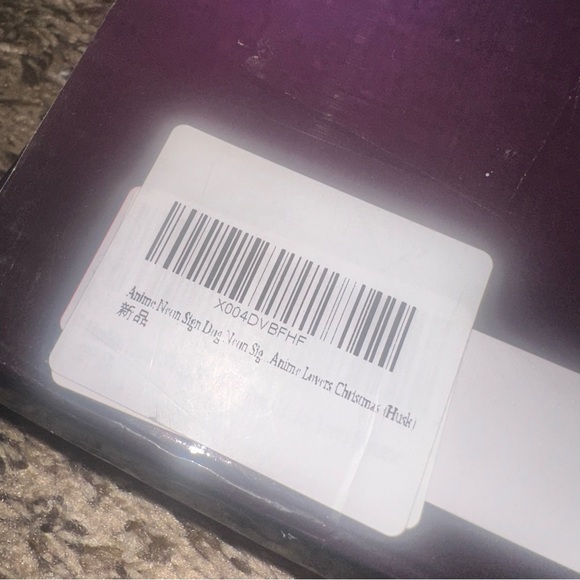 X004DVBFHF
Anime Neon Sign Dog Neon Sig...Anime Lovers Christmas (Husk)
新品